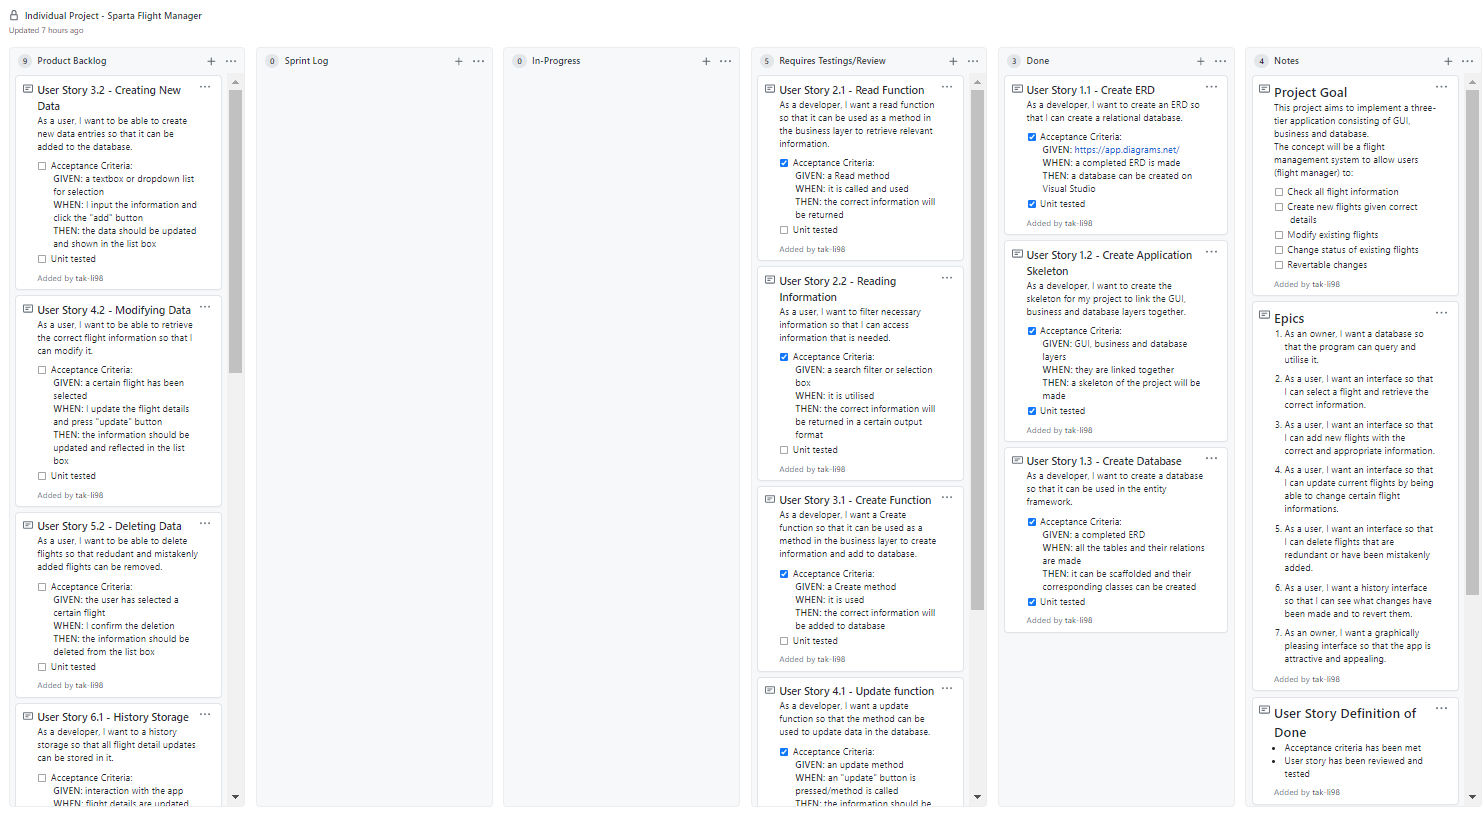 Individual Project - Sparta Flight Manager
Updated 7 hours ago
9 Product Backlog
User Story 3.2 - Creating New
Data
As a user, I want to be able to create
new data entries so that it can be
added to the database.
Acceptance Criteria:
GIVEN: a textbox or dropdown list
for selection
WHEN: I input the information and
click the "add" button
THEN: the data should be updated
and shown in the list box
Unit tested
Added by tak-li98
User Story 4.2 - Modifying Data
As a user, I want to be able to retrieve
the correct flight information so that I
can modify it.
Acceptance Criteria:
GIVEN: a certain flight has been
selected
WHEN: I update the flight details
and press "update" button
THEN: the information should be
updated and reflected in the list
box
Unit tested
Added by tak-li98
User Story 5.2 - Deleting Data
As a user, I want to be able to delete
flights so that redudant and mistakenly
added flights can be removed.
Acceptance Criteria:
GIVEN: the user has selected a
certain flight
WHEN: I confirm the deletion
THEN: the information should be
deleted from the list box
Unit tested
Added by tak-li98
User Story 6.1 - History Storage
As a developer, I want to a history
storage so that all flight detail updates
can be stored in it.
Acceptance Criteria:
GIVEN: interaction with the app
WHEN: flight details are updated
0 Sprint Log
0 In-Progress
5 Requires Testings/Review
User Story 2.1 - Read Function
As a developer, I want a read function
so that it can be used as a method in
the business layer to retrieve relevant
information.
Acceptance Criteria:
GIVEN: a Read method
WHEN: it is called and used
THEN: the correct information will
be returned
Unit tested
Added by tak-li98
User Story 2.2 - Reading
Information
As a user, I want to filter necessary
information so that I can access
information that is needed.
Acceptance Criteria:
GIVEN: a search filter or selection
box
WHEN: it is utilised
THEN: the correct information will
be returned in a certain output
format
Unit tested
Added by tak-li98
User Story 3.1 - Create Function
As a developer, I want a Create
function so that it can be used as a
method in the business layer to create
information and add to database.
Acceptance Criteria:
GIVEN: a Create method
WHEN: it is used
THEN: the correct information will
be added to database
Unit tested
Added by tak-li98
User Story 4.1 - Update function
As a developer, I want a update
function so that the method can be
used to update data in the database.
Acceptance Criteria:
GIVEN: an update method
WHEN: an "update" button is
pressed/method is called
THEN: the information should be
3 Done
User Story 1.1 - Create ERD
As a developer, I want to create an ERD so
that I can create a relational database.
Acceptance Criteria:
GIVEN: https://app.diagrams.net/
WHEN: a completed ERD is made
THEN: a database can be created on
Visual Studio
Unit tested
Added by tak-li98
User Story 1.2 - Create Application
Skeleton
As a developer, I want to create the
skeleton for my project to link the GUI,
business and database layers together.
Acceptance Criteria:
GIVEN: GUI, business and database
layers
WHEN: they are linked together
THEN: a skeleton of the project will be
made
Unit tested
Added by tak-li98
User Story 1.3 - Create Database
As a developer, I want to create a database
so that it can be used in the entity
framework.
Acceptance Criteria:
GIVEN: a completed ERD
WHEN: all the tables and their relations
are made
THEN: it can be scaffolded and their
corresponding classes can be created
Unit tested
Added by tak-li98
4 Notes
Project Goal
This project aims to implement a three-
tier application consisting of GUI,
business and database.
The concept will be a flight
management system to allow users
(flight manager) to:
Check all flight information
Create new flights given correct
details
Modify existing flights
Change status of existing flights
Revertable changes
Added by tak-li98
Epics
1. As an owner, I want a database so
that the program can query and
utilise it.
2. As a user, I want an interface so that
I can select a flight and retrieve the
correct information.
3. As a user, I want an interface so that
I can add new flights with the
correct and appropriate information.
4. As a user, I want an interface so that
I can update current flights by being
able to change certain flight
informations.
5. As a user, I want an interface so that
I can delete flights that are
redundant or have been mistakenly
added.
6. As a user, I want a history interface
so that I can see what changes have
been made and to revert them.
7. As an owner, I want a graphically
pleasing interface so that the app is
attractive and appealing.
Added by tak-li98
User Story Definition of
Done
Acceptance criteria has been met
User story has been reviewed and
tested
Added by tak-li98